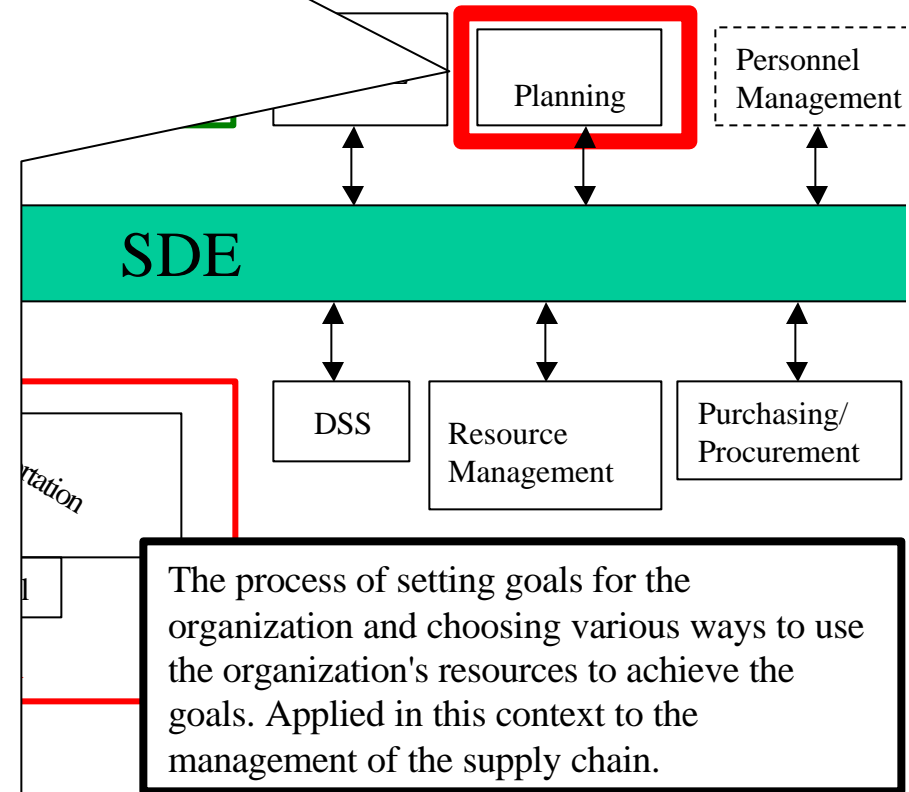 Planning
Personnel
Management
SDE
DSS
Resource
Management
Purchasing/
Procurement
The process of setting goals for the
organization and choosing various ways to use
the organization's resources to achieve the
goals. Applied in this context to the
management of the supply chain.